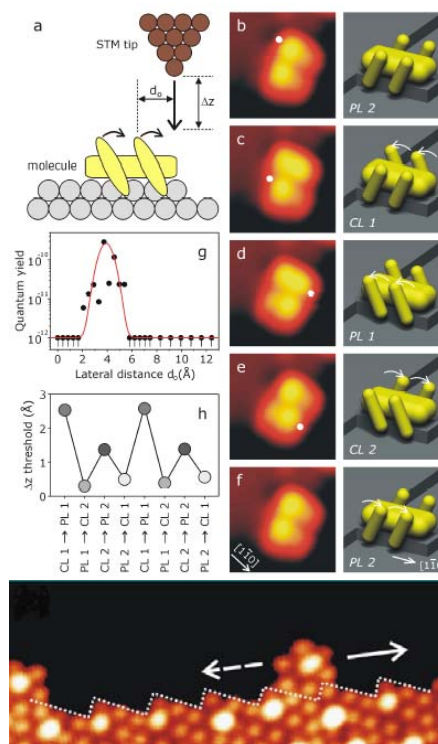 a
STM tip
d₀
Δz
molecule
b
PL 2
c
CL 1
d
PL 1
e
CL 2
f
[11̄0]
PL 2
[11̄0
g
Quantum yield
10⁻¹⁰
10⁻¹¹
10⁻¹²
0 2 4 6 8 10 12
Lateral distance d₀(Å)
h
Δz threshold (Å)
3
2
1
0
CL 1 → PL 1
PL 1 → CL 2
CL 2 → PL 2
PL 2 → CL 1
CL 1 → PL 1
PL 1 → CL 2
CL 2 → PL 2
PL 2 → CL 1